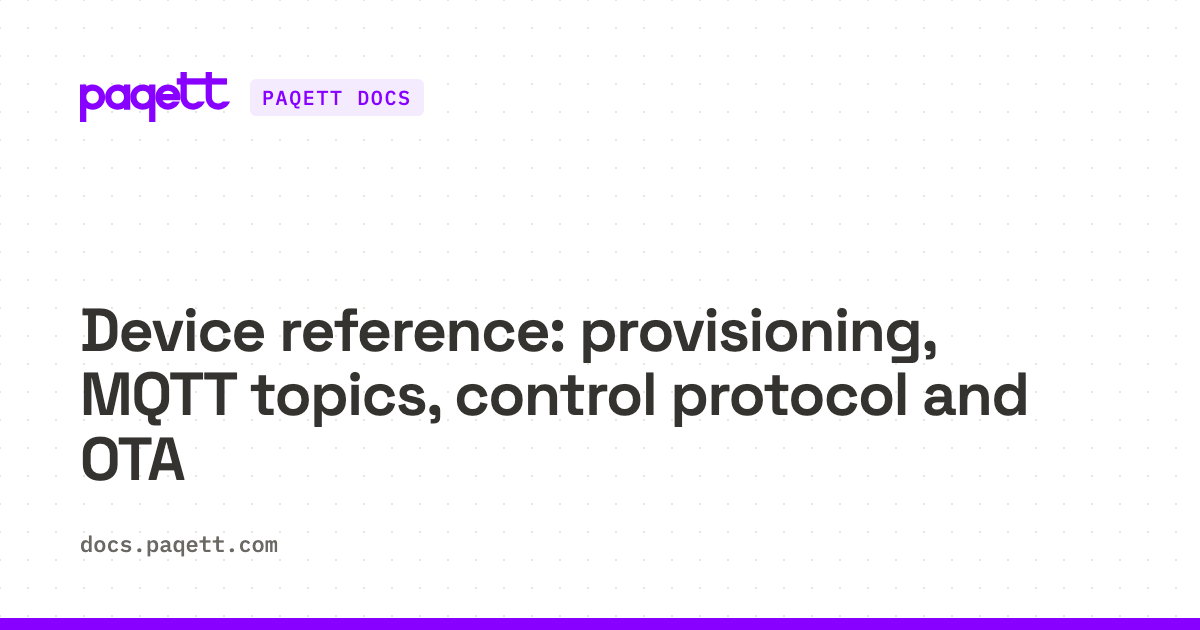 paqett
PAQETT DOCS
Device reference: provisioning,
MQTT topics, control protocol and
OTA
docs.paqett.com